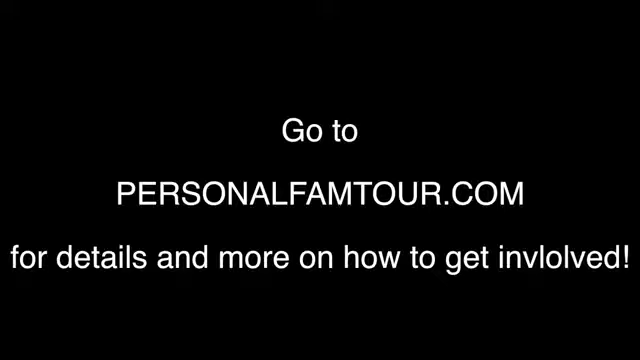 Go to
PERSONALFAMTOUR.COM
for details and more on how to get invlolved!